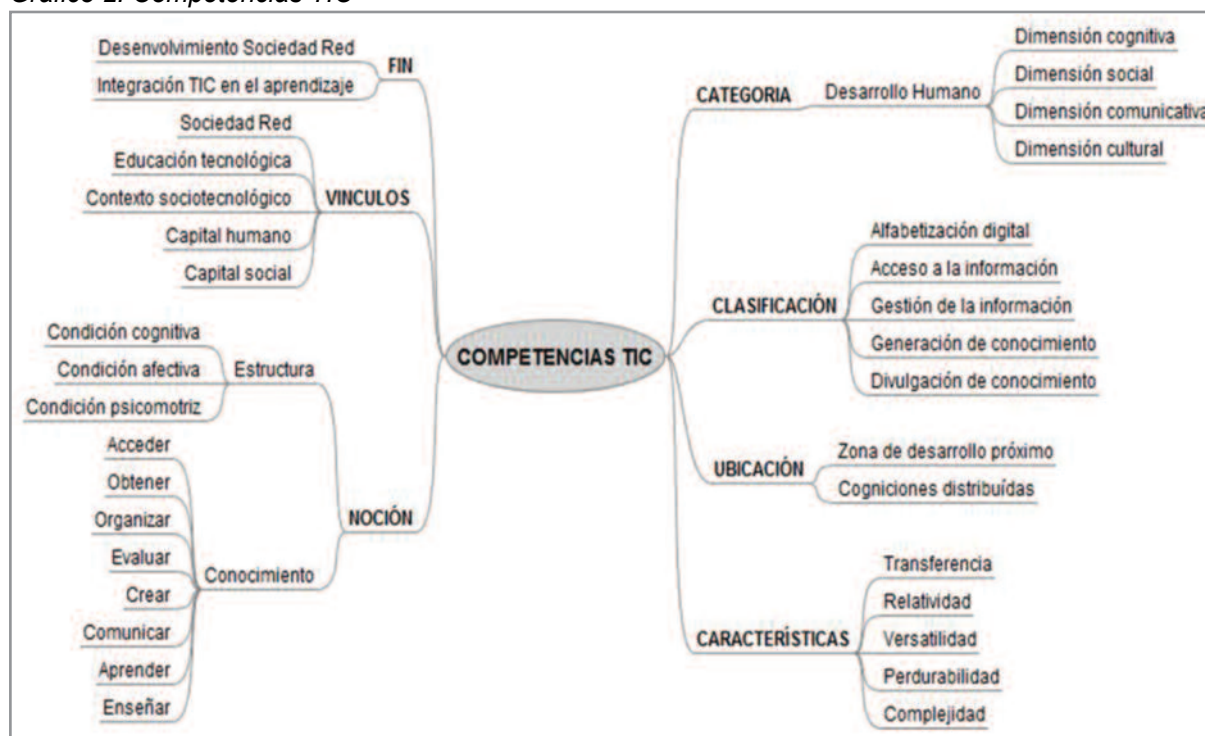 Gráfico 2. Competencias TIC
Desenvolvimiento Sociedad Red
Integración TIC en el aprendizaje
FIN
Sociedad Red
Educación tecnológica
Contexto sociotecnológico
Capital humano
Capital social
VINCULOS
Condición cognitiva
Condición afectiva
Condición psicomotriz
Estructura
Acceder
Obtener
Organizar
Evaluar
Crear
Comunicar
Aprender
Enseñar
Conocimiento
NOCIÓN
COMPETENCIAS TIC
CATEGORIA
Desarrollo Humano
Dimensión cognitiva
Dimensión social
Dimensión comunicativa
Dimensión cultural
CLASIFICACIÓN
Alfabetización digital
Acceso a la información
Gestión de la información
Generación de conocimiento
Divulgación de conocimiento
UBICACIÓN
Zona de desarrollo próximo
Cogniciones distribuídas
CARACTERÍSTICAS
Transferencia
Relatividad
Versatilidad
Perdurabilidad
Complejidad